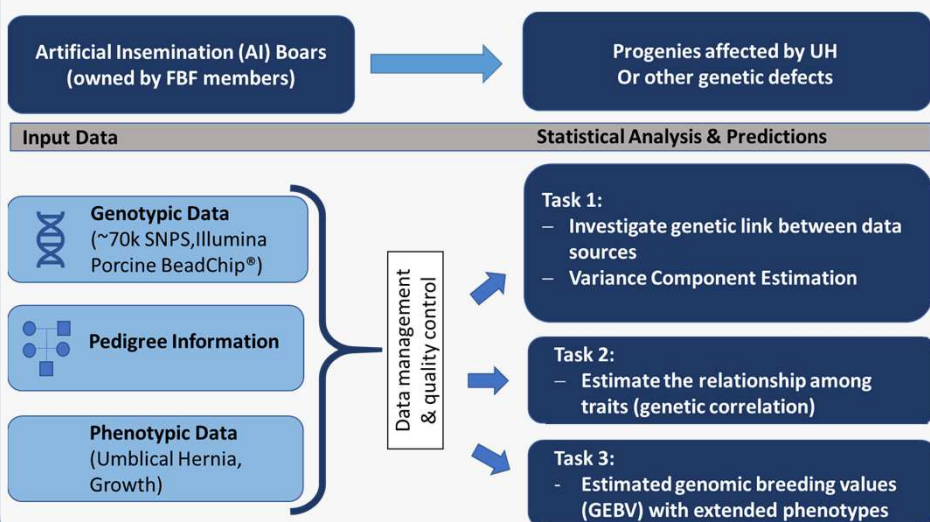 Artificial Insemination (AI) Boars
(owned by FBF members)
Progenies affected by UH
Or other genetic defects
Input Data
Statistical Analysis & Predictions
Genotypic Data
(~70k SNPS,Illumina
Porcine BeadChip®)
Pedigree Information
Phenotypic Data
(Umblical Hernia,
Growth)
Data management
& quality control
Task 1:
– Investigate genetic link between data
sources
– Variance Component Estimation
Task 2:
– Estimate the relationship among
traits (genetic correlation)
Task 3:
- Estimated genomic breeding values
(GEBV) with extended phenotypes